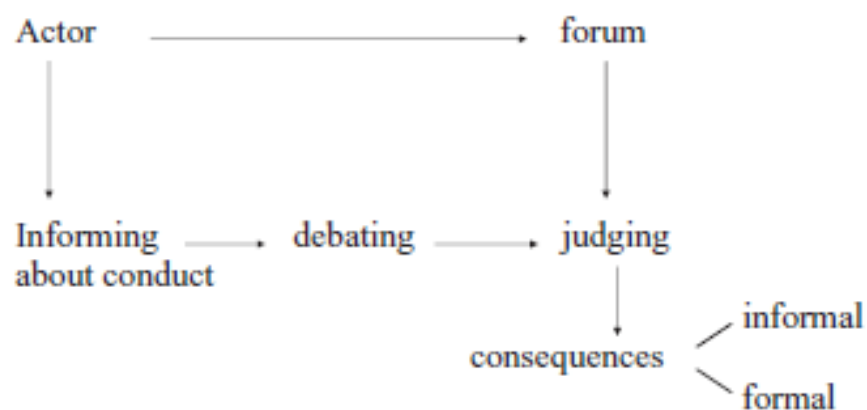 Actor forum
Informing debating judging
about conduct
informal
consequences
formal